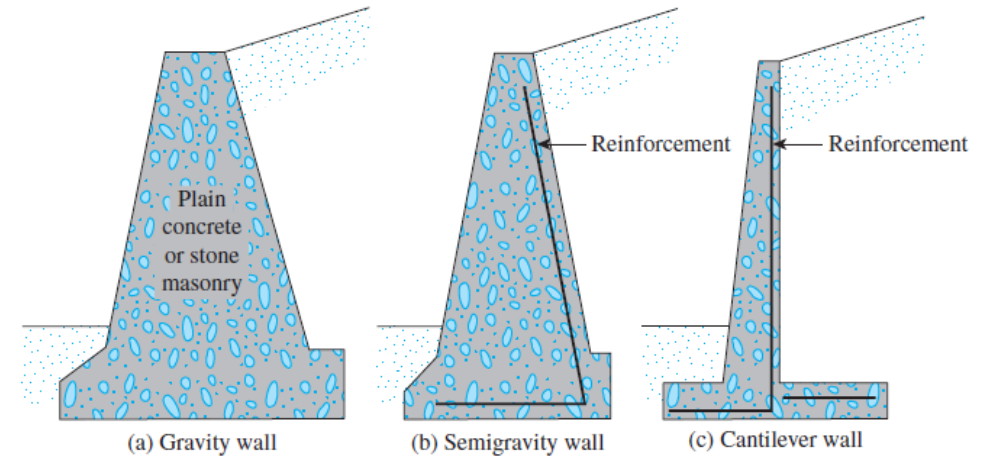 Plain
concrete
or stone
masonry
Reinforcement
Reinforcement
(a) Gravity wall
(b) Semigravity wall
(c) Cantilever wall